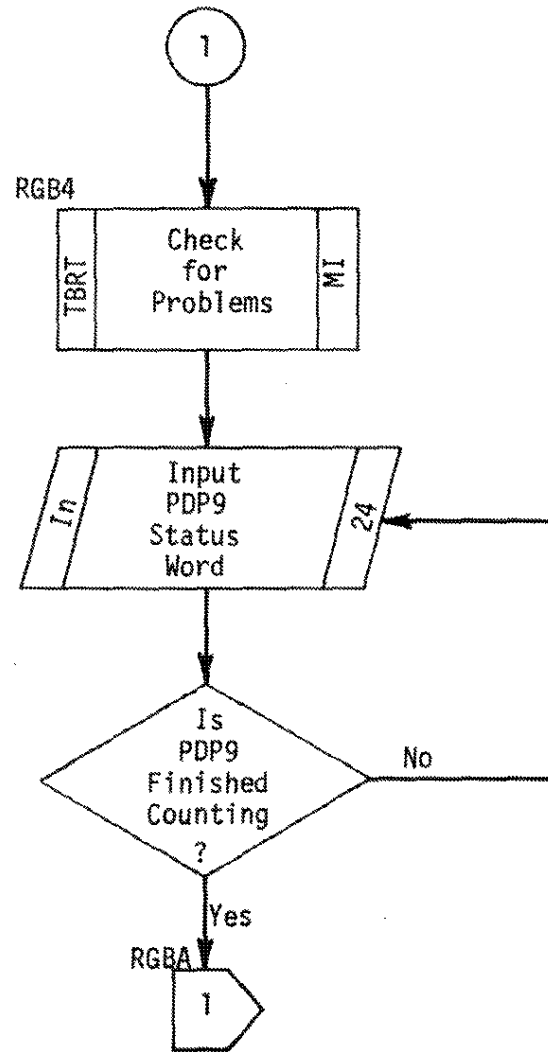 1
RGB4
TBRT
Check
for
Problems
MI
In
Input
PDP9
Status
Word
24
Is
PDP9
Finished
Counting
?
No
Yes
RGBA
1